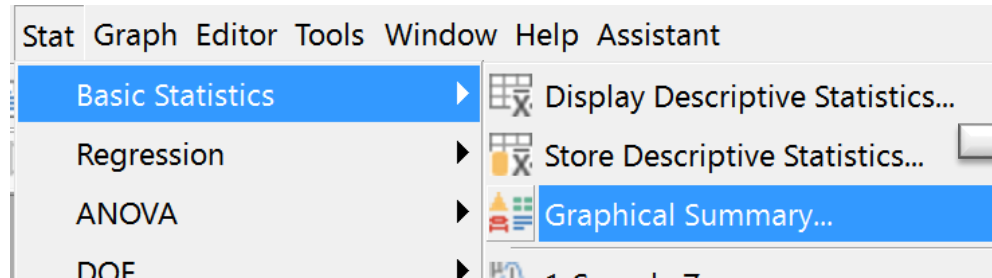 Stat Graph Editor Tools Window Help Assistant
Basic Statistics
Regression
ANOVA
DOE
Display Descriptive Statistics...
Store Descriptive Statistics...
Graphical Summary...